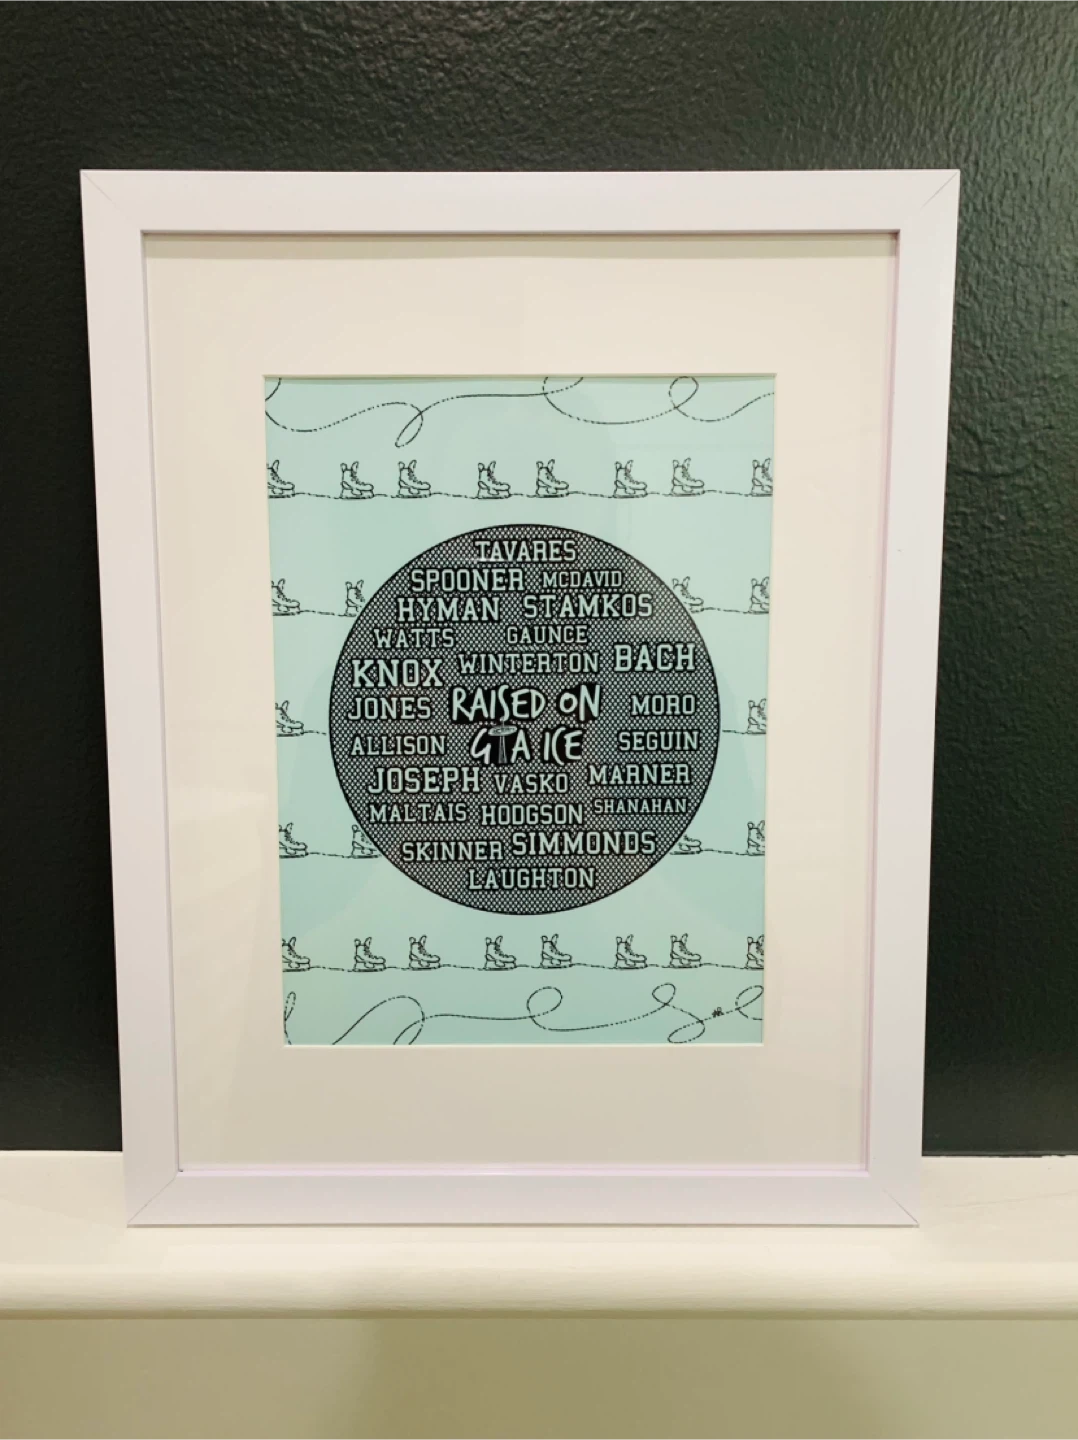 TAVARES
SPOONER MCDAVID
HYMAN STAMKOS
WATTS GAUNCE
KNOX WINTERTON BACH
JONES RAISED ON MORO
ALLISON GTA ICE SEGUIN
JOSEPH VASKO MARNER
MALTAIS HODGSON SHANAHAN
SKINNER SIMMONDS
LAUGHTON